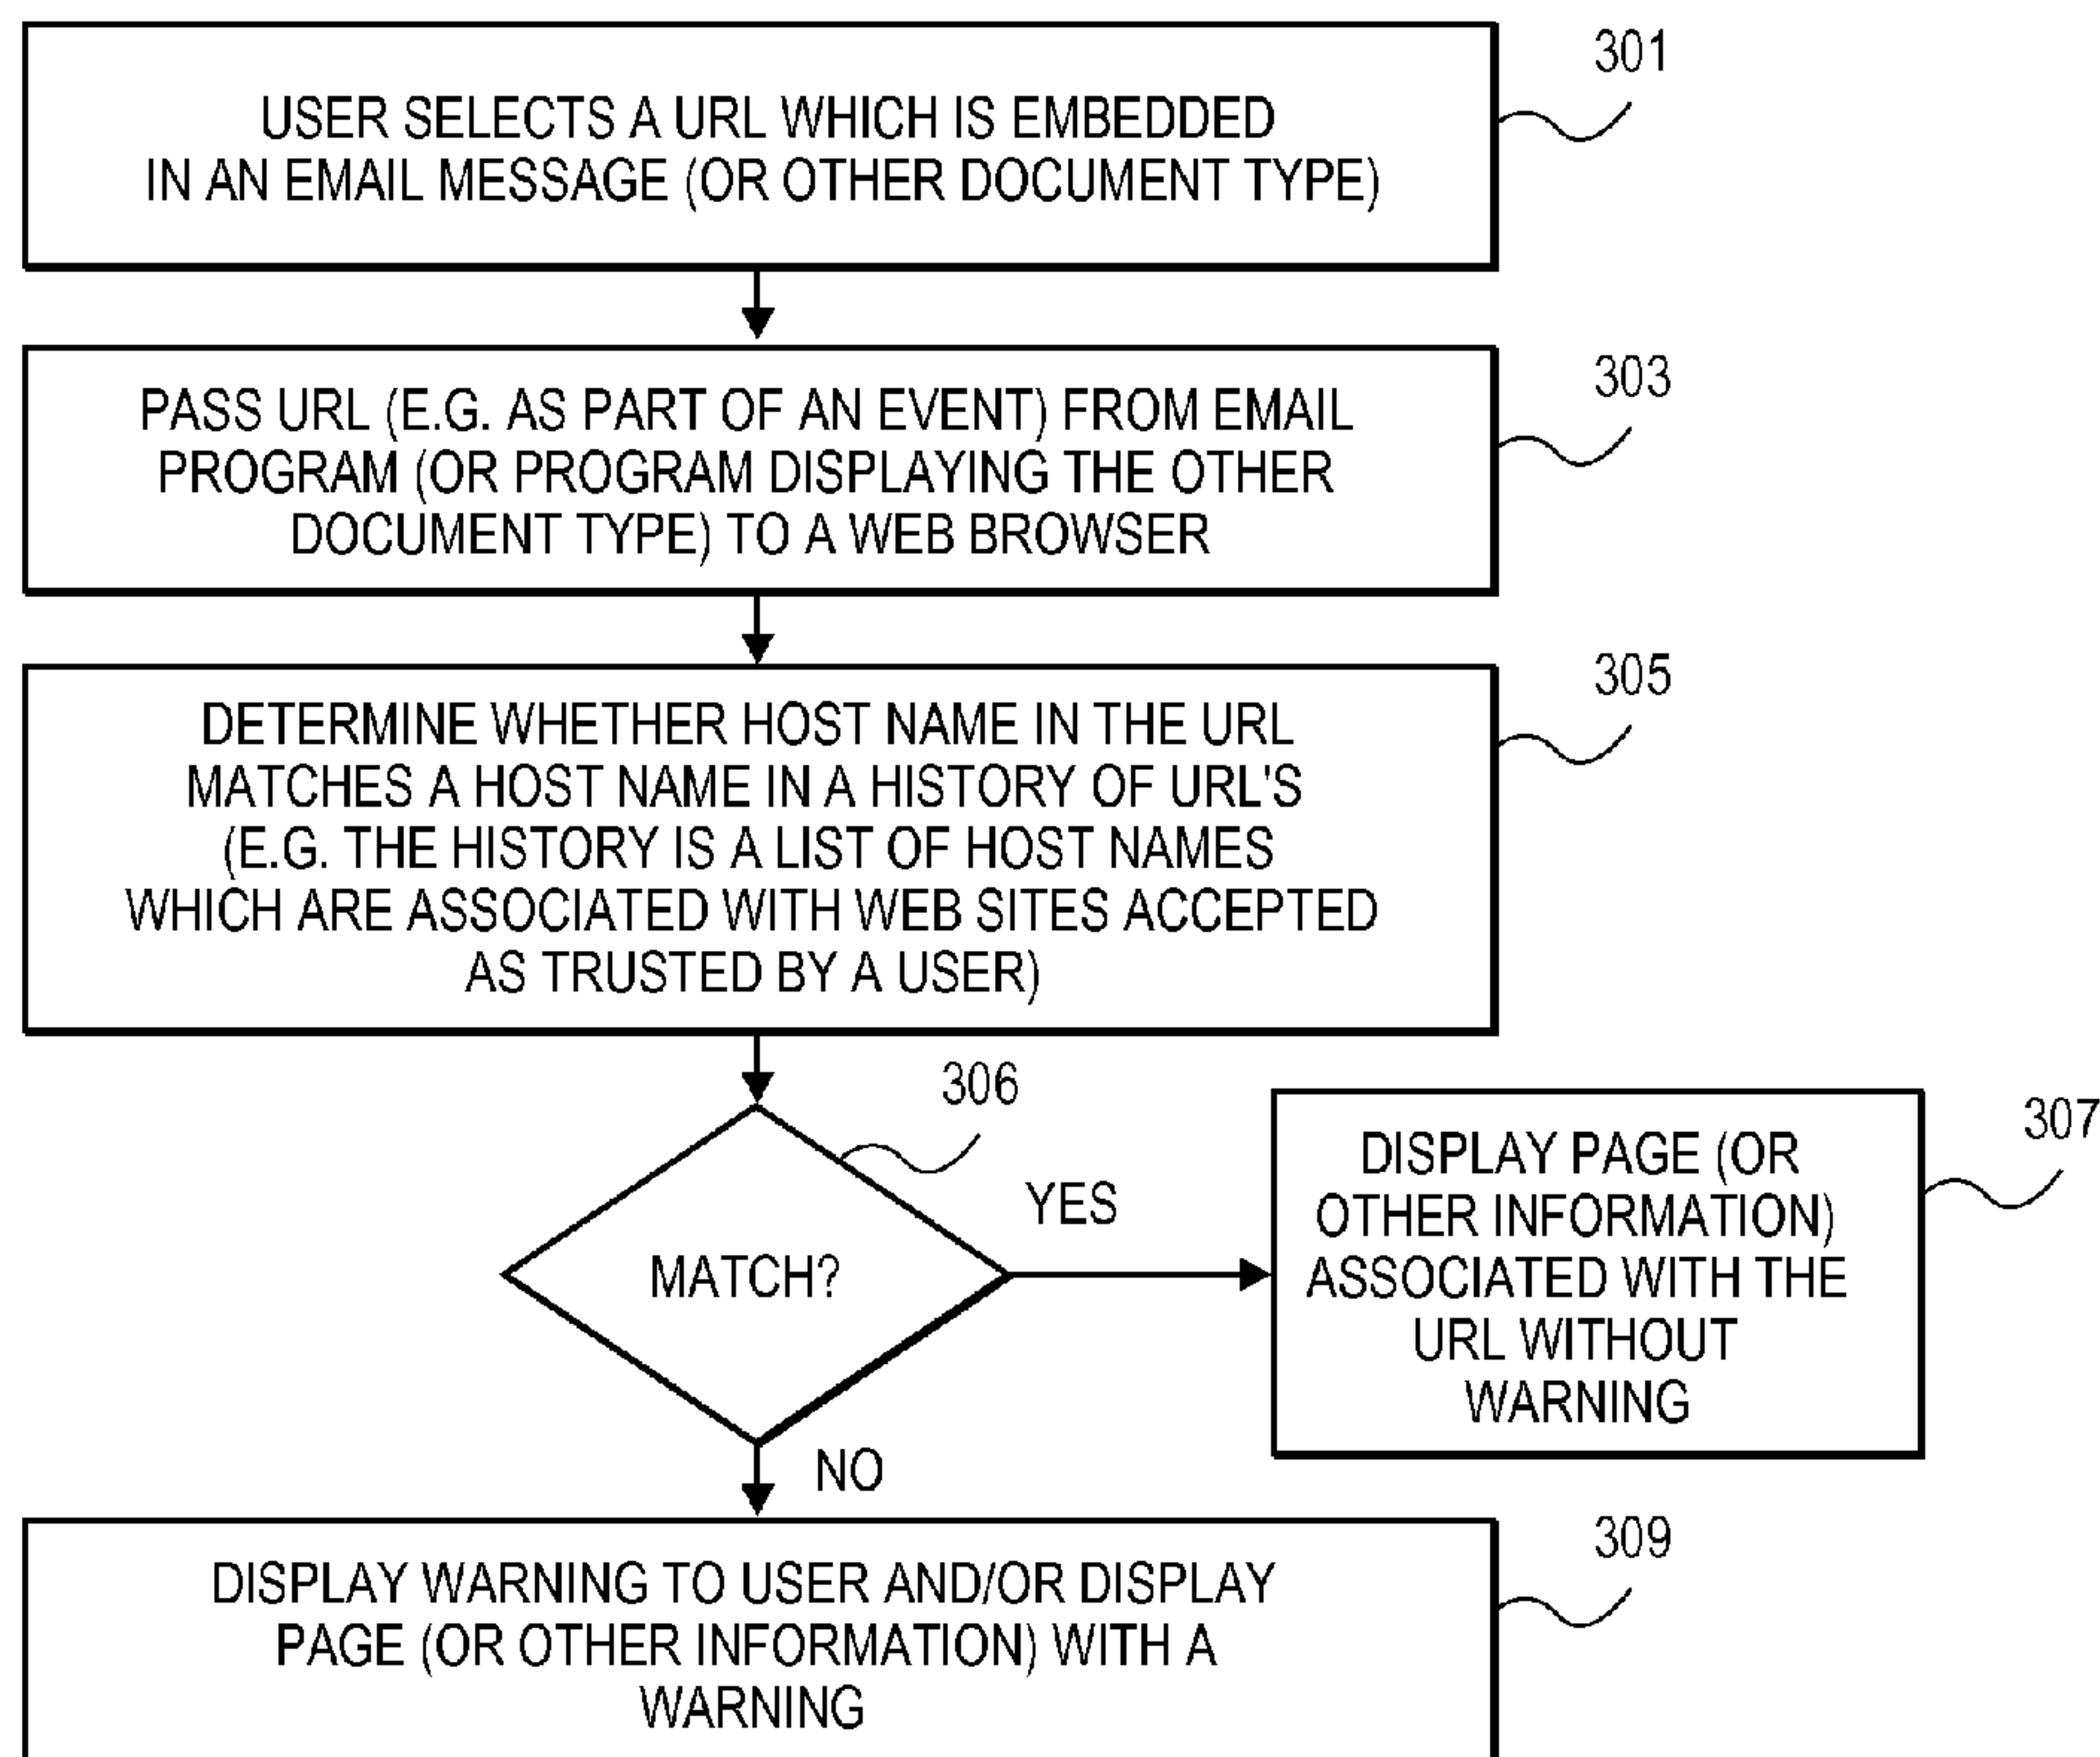 301
USER SELECTS A URL WHICH IS EMBEDDED
IN AN EMAIL MESSAGE (OR OTHER DOCUMENT TYPE)
303
PASS URL (E.G. AS PART OF AN EVENT) FROM EMAIL
PROGRAM (OR PROGRAM DISPLAYING THE OTHER
DOCUMENT TYPE) TO A WEB BROWSER
305
DETERMINE WHETHER HOST NAME IN THE URL
MATCHES A HOST NAME IN A HISTORY OF URL'S
(E.G. THE HISTORY IS A LIST OF HOST NAMES
WHICH ARE ASSOCIATED WITH WEB SITES ACCEPTED
AS TRUSTED BY A USER)
306
MATCH?
YES
307
DISPLAY PAGE (OR
OTHER INFORMATION)
ASSOCIATED WITH THE
URL WITHOUT
WARNING
NO
309
DISPLAY WARNING TO USER AND/OR DISPLAY
PAGE (OR OTHER INFORMATION) WITH A
WARNING